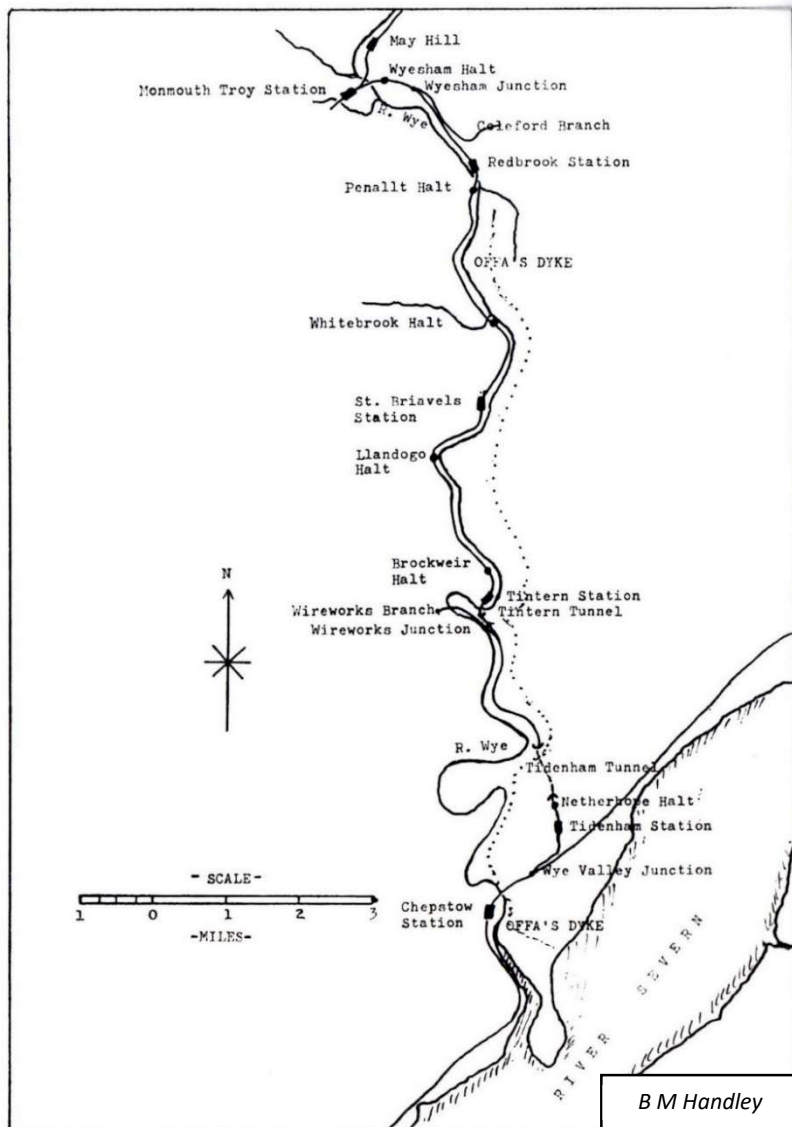 May Hill
Wyesham Halt
Monmouth Troy Station
Wyesham Junction
R. Wye
Coleford Branch
Redbrook Station
Penallt Halt
OFFA'S DYKE
Whitebrook Halt
St. Briavels
Station
Llandogo
Halt
Brockweir
Halt
Tintern Station
Wireworks Branch
Tintern Tunnel
Wireworks Junction
N
R. Wye
Tidenham Tunnel
Netherhope Halt
Tidenham Station
- SCALE-
Wye Valley Junction
1 0 1 2 3
-MILES-
Chepstow
Station
OFFA'S DYKE
RIVER SEVERN
B M Handley